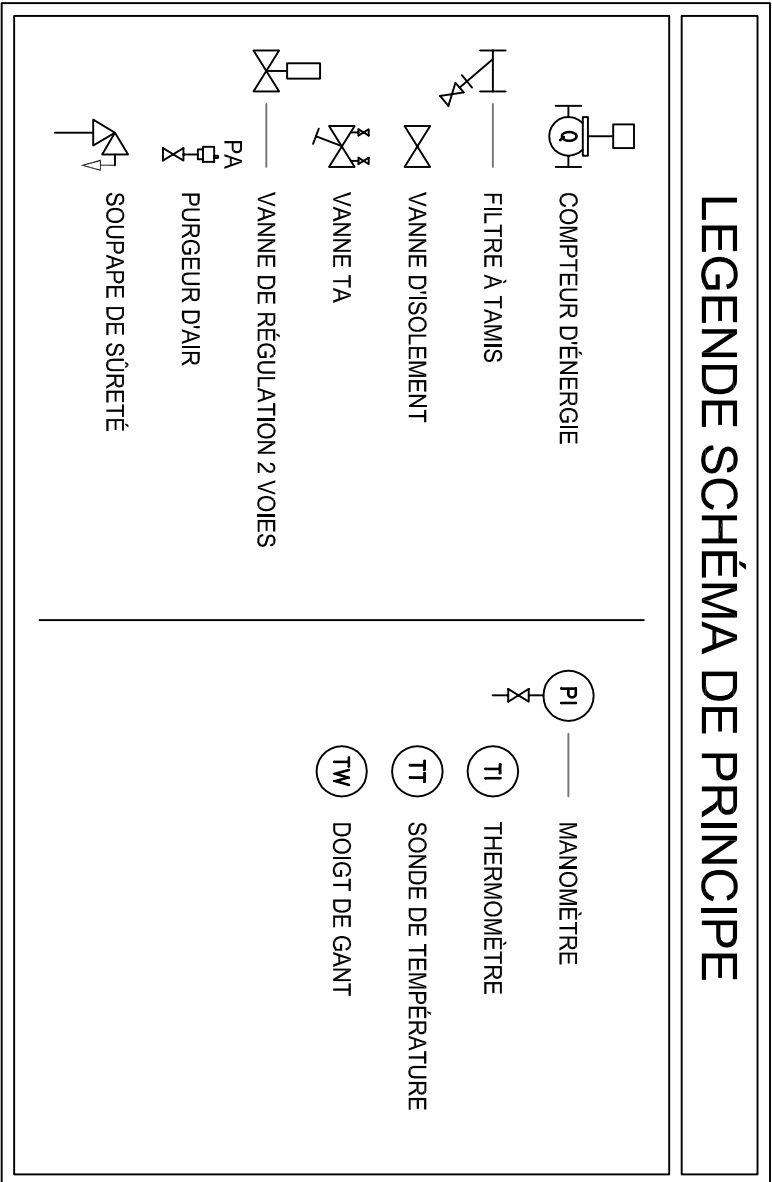 LEGENDE SCHÉMA DE PRINCIPE
Q COMPTEUR D'ÉNERGIE
FILTRE À TAMIS
VANNE D'ISOLEMENT
VANNE TA
VANNE DE RÉGULATION 2 VOIES
PA
PURGEUR D'AIR
SOUPAPE DE SÛRETÉ
PI MANOMÈTRE
TI THERMOMÈTRE
TT SONDE DE TEMPÉRATURE
TW DOIGT DE GANT